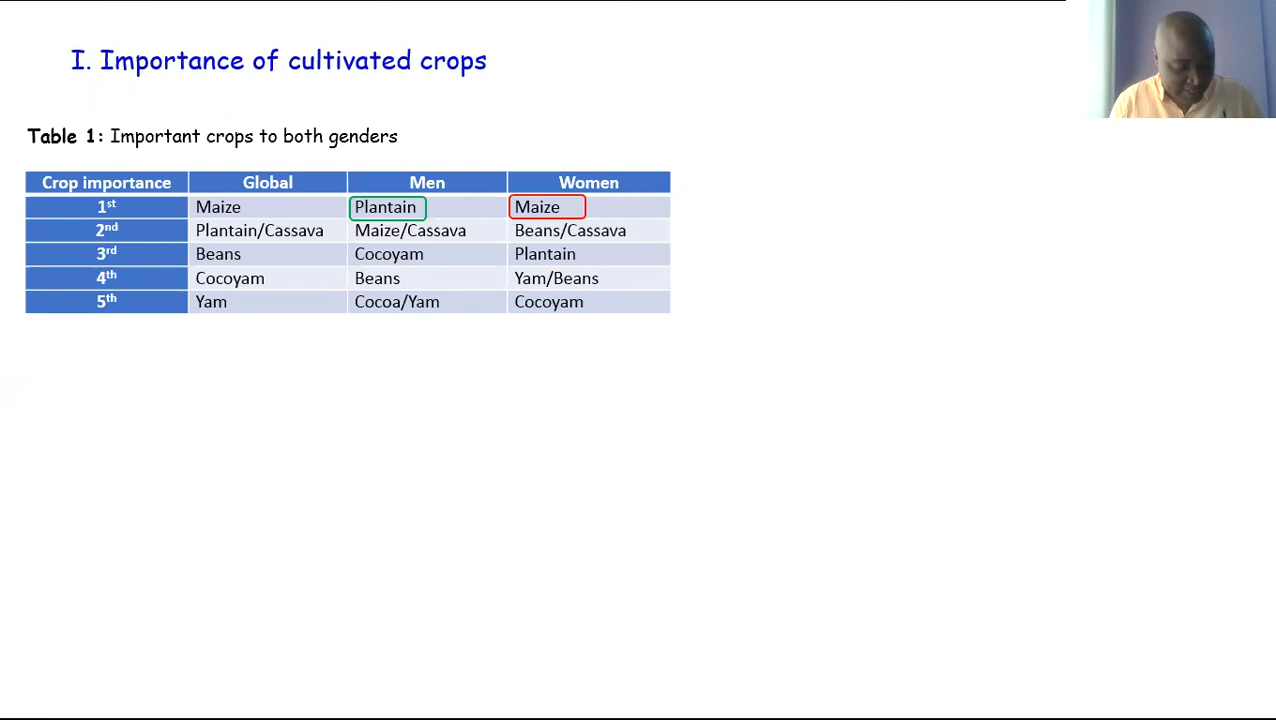 I. Importance of cultivated crops
Table 1: Important crops to both genders
Crop importance Global Men Women
1st Maize Plantain Maize
2nd Plantain/Cassava Maize/Cassava Beans/Cassava
3rd Beans Cocoyam Plantain
4th Cocoyam Beans Yam/Beans
5th Yam Cocoa/Yam Cocoyam